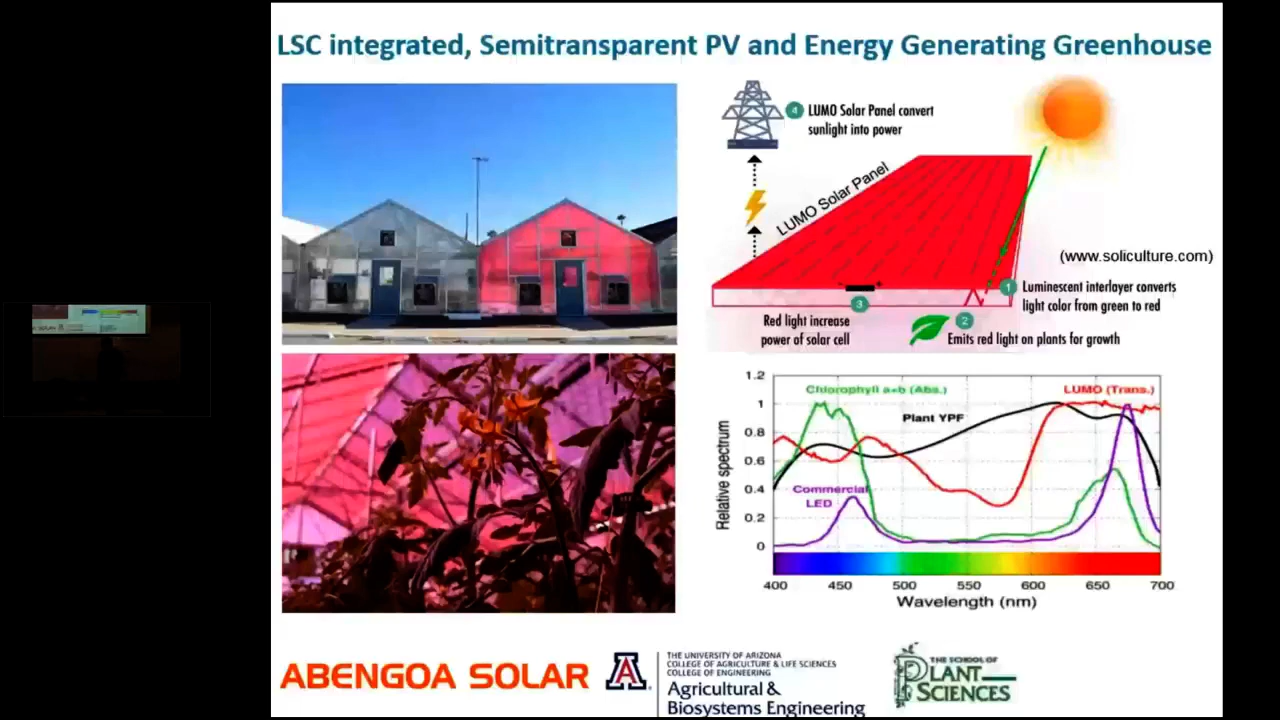 LSC integrated, Semitransparent PV and Energy Generating Greenhouse
4 LUMO Solar Panel convert
sunlight into power
LUMO Solar Panel
(www.soliculture.com)
1 Luminescent interlayer converts
light color from green to red
3
Red light increase
power of solar cell
2
Emits red light on plants for growth
1.2
1
0.8
0.6
0.4
0.2
0
Relative spectrum
Chlorophyll a+b (Abs.)
LUMO (Trans.)
Plant YPF
Commercial
LED
400 450 500 550 600 650 700
Wavelength (nm)
ABENGOA SOLAR
A
THE UNIVERSITY OF ARIZONA
COLLEGE OF AGRICULTURE & LIFE SCIENCES
COLLEGE OF ENGINEERING
Agricultural &
Biosystems Engineering
THE SCHOOL OF
PLANT
SCIENCES